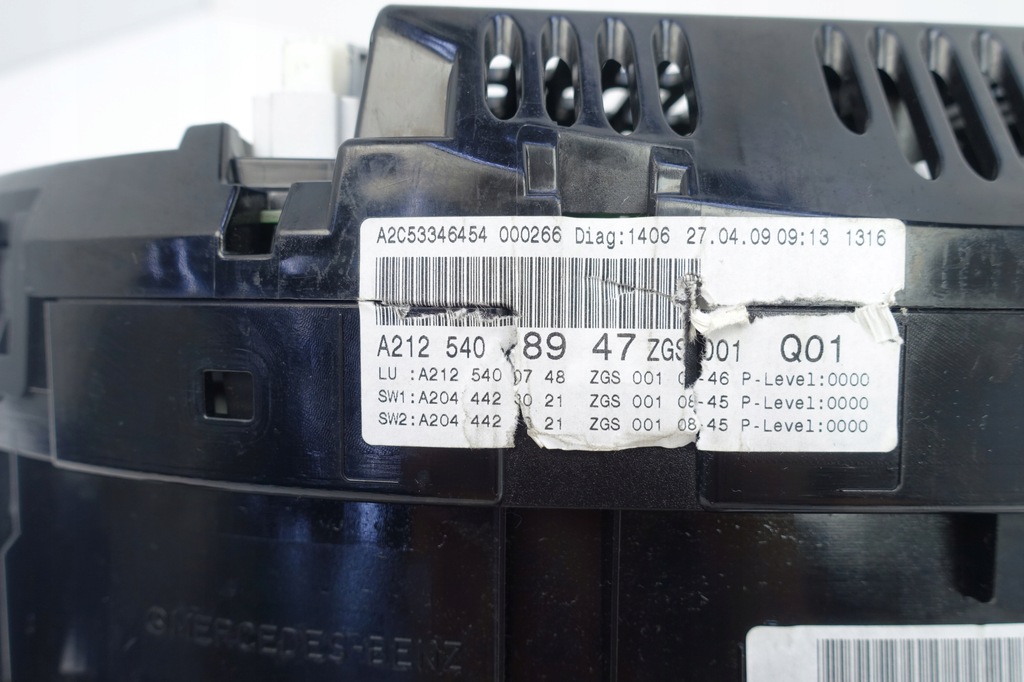 A2C53346454 000266 Diag:1406 27.04.09 09:13 1316
A212 540 89 47 ZGS 001 Q01
LU :A212 540 07 48 ZGS 001 -46 P-Level:0000
SW1:A204 442 21 ZGS 001 08-45 P-Level:0000
SW2:A204 442 21 ZGS 001 08-45 P-Level:0000
MERCEDES-BENZ